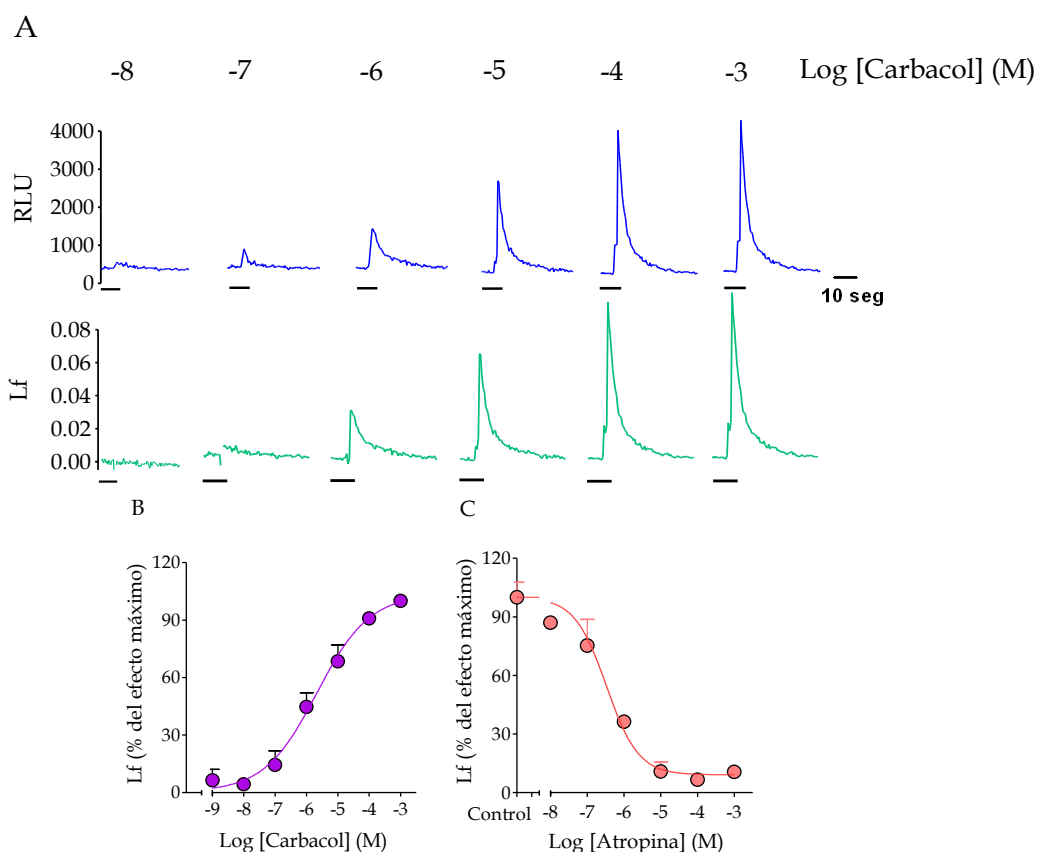 A
-8 -7 -6 -5 -4 -3 Log [Carbacol] (M)
4000
3000
2000
1000
0
RLU
10 seg
0.08
0.06
0.04
0.02
0.00
Lf
B
C
120
90
60
30
0
Lf (% del efecto máximo)
-9 -8 -7 -6 -5 -4 -3
Log [Carbacol] (M)
120
90
60
30
0
Lf (% del efecto máximo)
Control -8 -7 -6 -5 -4 -3
Log [Atropina] (M)